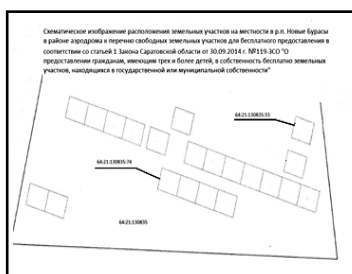 Схематическое изображение расположения земельных участков на местности в р.п. Новые Бурасы
в районе аэродрома к перечню свободных земельных участков для бесплатного предоставления в
соответствии со статьей 1 Закона Саратовской области от 30.09.2014 г. №119-ЗСО "О
предоставлении гражданам, имеющим трех и более детей, в собственность бесплатно земельных
участков, находящихся в государственной или муниципальной собственности"
64:21:130835:33
64:21:130835:74
64:21:130835